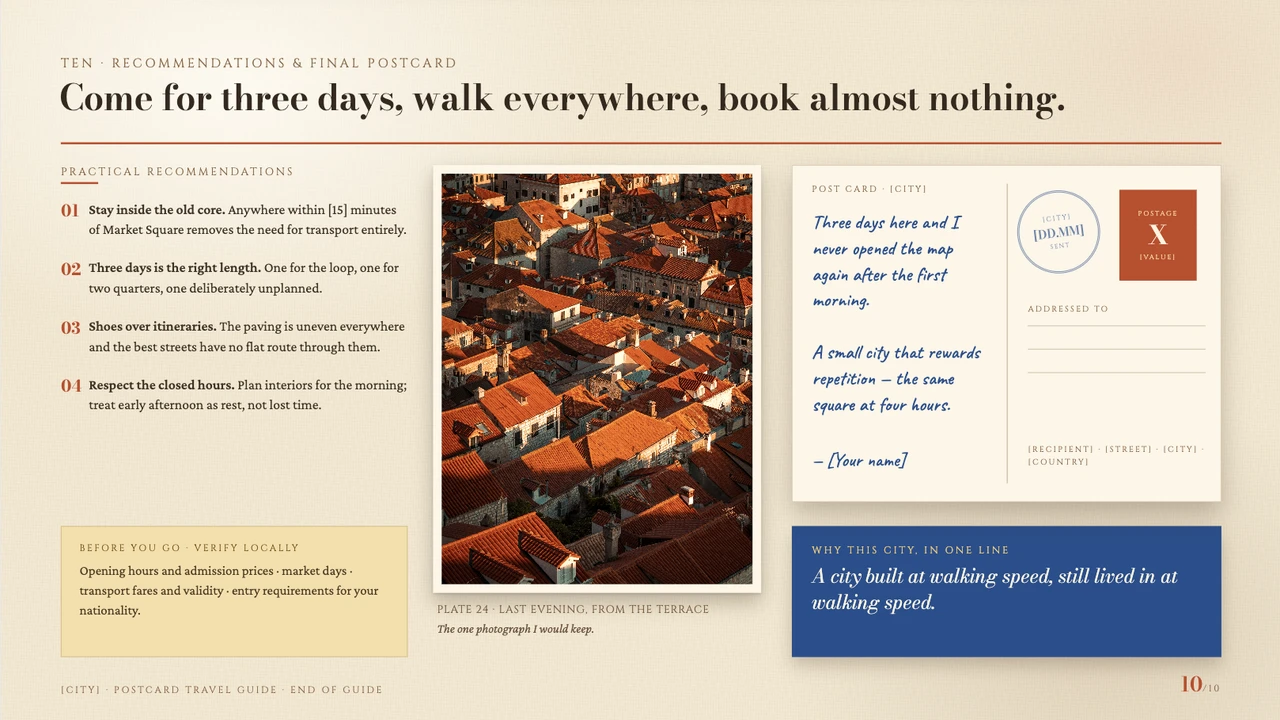 TEN · RECOMMENDATIONS & FINAL POSTCARD
Come for three days, walk everywhere, book almost nothing.
PRACTICAL RECOMMENDATIONS
01 Stay inside the old core. Anywhere within [15] minutes
of Market Square removes the need for transport entirely.
02 Three days is the right length. One for the loop, one for
two quarters, one deliberately unplanned.
03 Shoes over itineraries. The paving is uneven everywhere
and the best streets have no flat route through them.
04 Respect the closed hours. Plan interiors for the morning;
treat early afternoon as rest, not lost time.
BEFORE YOU GO · VERIFY LOCALLY
Opening hours and admission prices · market days ·
transport fares and validity · entry requirements for your
nationality.
PLATE 24 · LAST EVENING, FROM THE TERRACE
The one photograph I would keep.
POST CARD · [CITY]
Three days here and I
never opened the map
again after the first
morning.
A small city that rewards
repetition — the same
square at four hours.
— [Your name]
[CITY]
[DD.MM]
SENT
POSTAGE
X
[VALUE]
ADDRESSED TO
[RECIPIENT] · [STREET] · [CITY] ·
[COUNTRY]
WHY THIS CITY, IN ONE LINE
A city built at walking speed, still lived in at
walking speed.
[CITY] · POSTCARD TRAVEL GUIDE · END OF GUIDE
10/10